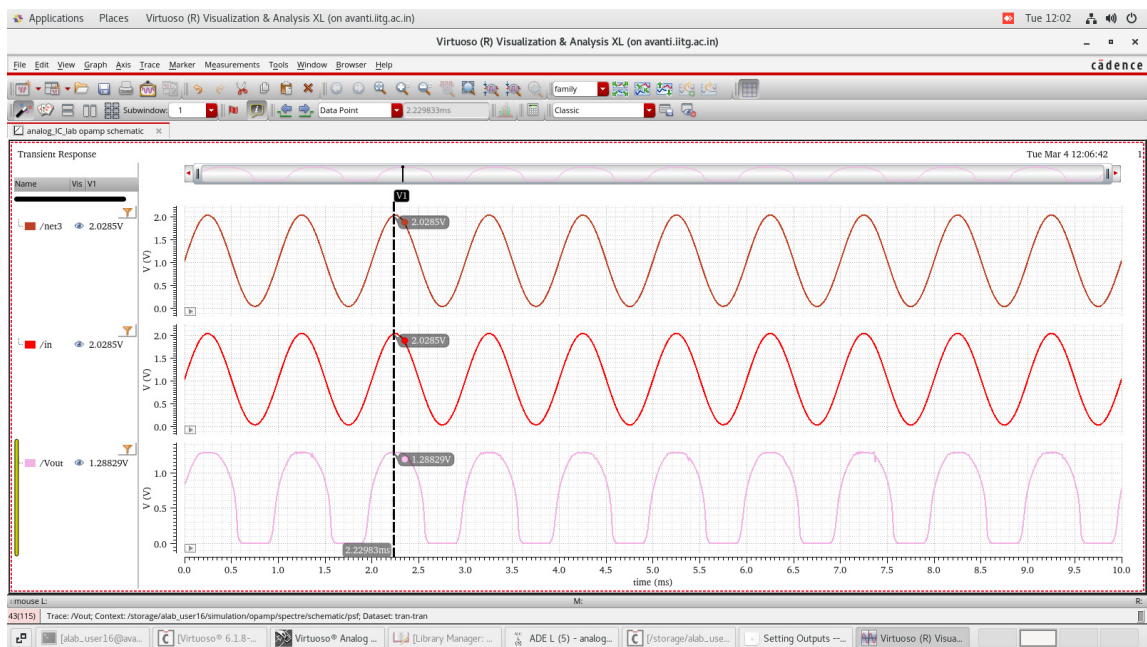 Applications Places Virtuoso (R) Visualization & Analysis XL (on avanti.iitg.ac.in) Tue 12:02
Virtuoso (R) Visualization & Analysis XL (on avanti.iitg.ac.in)
File Edit View Graph Axis Trace Marker Measurements Tools Window Browser Help cādence
family
Subwindow: 1 Data Point 2.229833ms Classic
analog_IC_lab opamp schematic
Transient Response Tue Mar 4 12:06:42 1
Name Vis V1
V1
/net3 2.0285V
2.0285V
V (V)
2.0
1.5
1.0
0.5
0.0
/in 2.0285V
2.0285V
V (V)
2.0
1.5
1.0
0.5
0.0
/Vout 1.28829V
1.28829V
V (V)
1.0
0.5
0.0
2.22983ms
0.0 0.5 1.0 1.5 2.0 2.5 3.0 3.5 4.0 4.5 5.0 5.5 6.0 6.5 7.0 7.5 8.0 8.5 9.0 9.5 10.0
time (ms)
mouse L: M: R:
43(115) Trace: /Vout; Context: /storage/alab_user16/simulation/opamp/spectre/schematic/psf; Dataset: tran-tran
[alab_user16@ava... [Virtuoso® 6.1.8-... Virtuoso® Analog ... [Library Manager: ... ADE L (5) - analog... [/storage/alab_use... Setting Outputs --... Virtuoso (R) Visua...